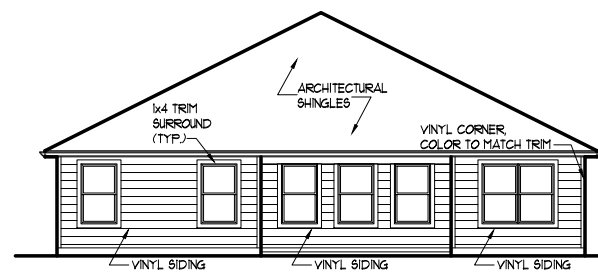 ARCHITECTURAL
SHINGLES
1x4 TRIM
SURROUND
(TYP.)
VINYL CORNER,
COLOR TO MATCH TRIM
VINYL SIDING
VINYL SIDING
VINYL SIDING